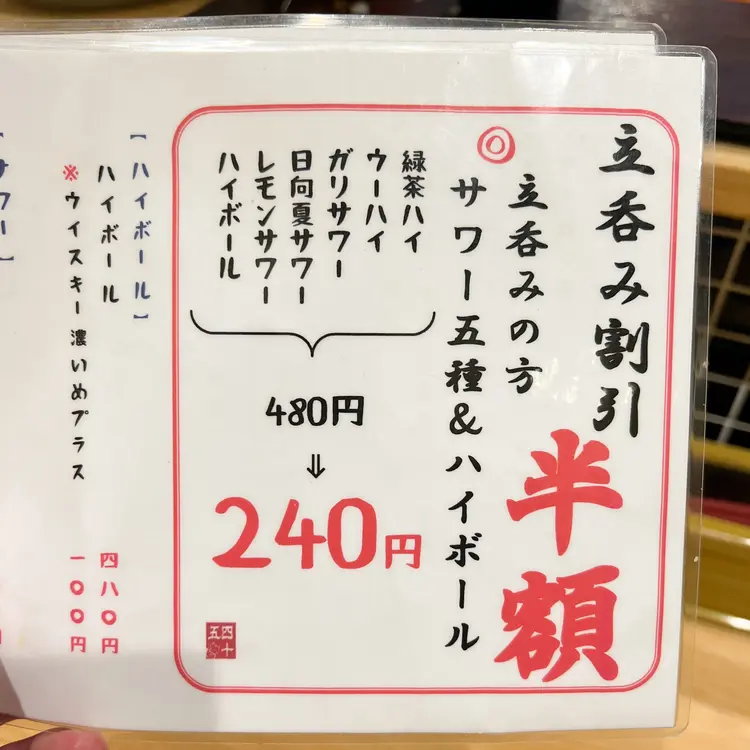 立呑み割引
半額
◎
立呑みの方
サワー五種&ハイボール
緑茶ハイ
ウーハイ
ガリサワー
日向夏サワー
レモンサワー
ハイボール
480円
⇓
240円
【ハイボール】
ハイボール 四八〇円
※ウイスキー濃いめプラス 一〇〇円
サワー】